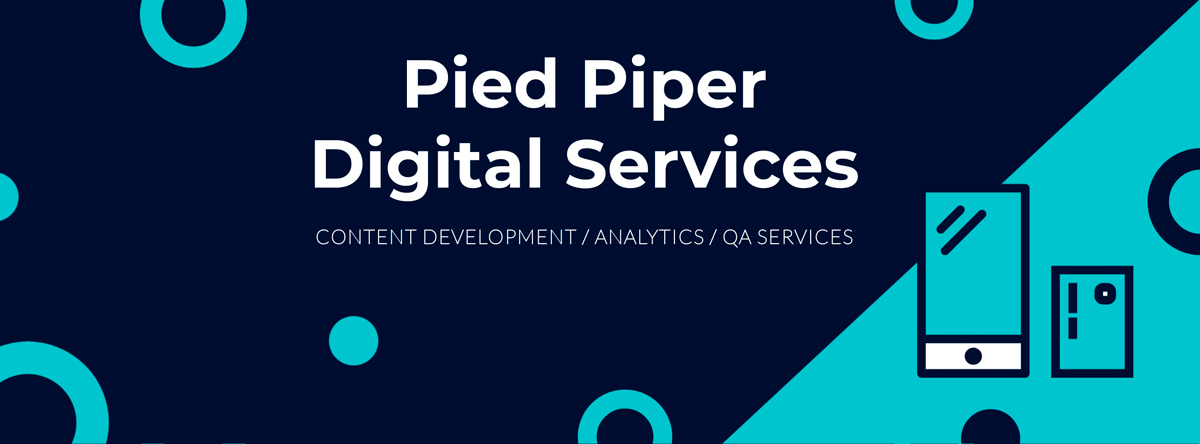 Pied Piper
Digital Services
CONTENT DEVELOPMENT / ANALYTICS / QA SERVICES